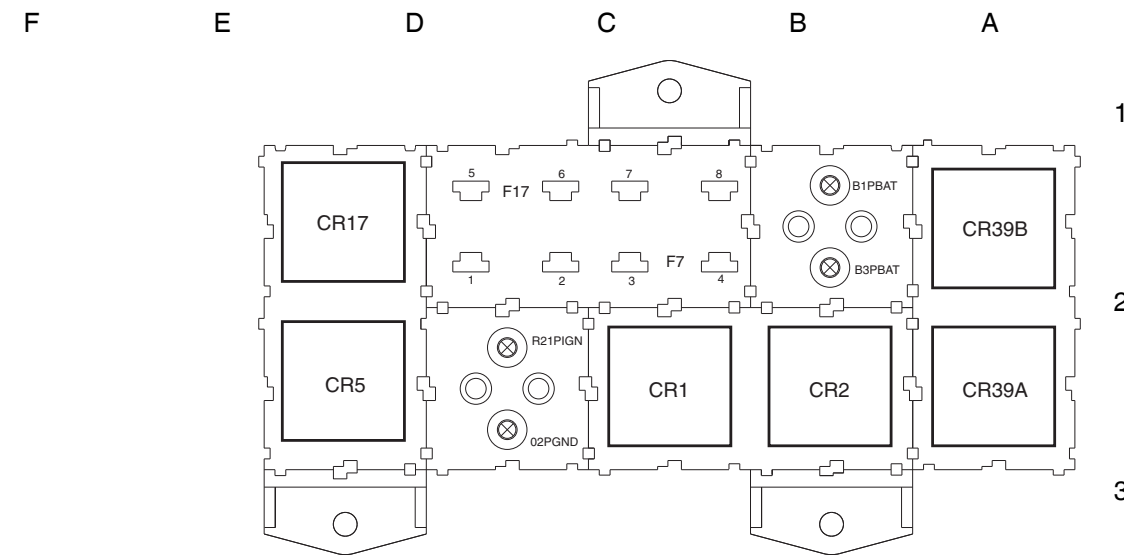 F E D C B A
1
5 F17 6 7 8
B1PBAT
CR17
CR39B
F7
B3PBAT
1 2 3 4
2
R21PIGN
CR5
CR1
CR2
CR39A
02PGND
3